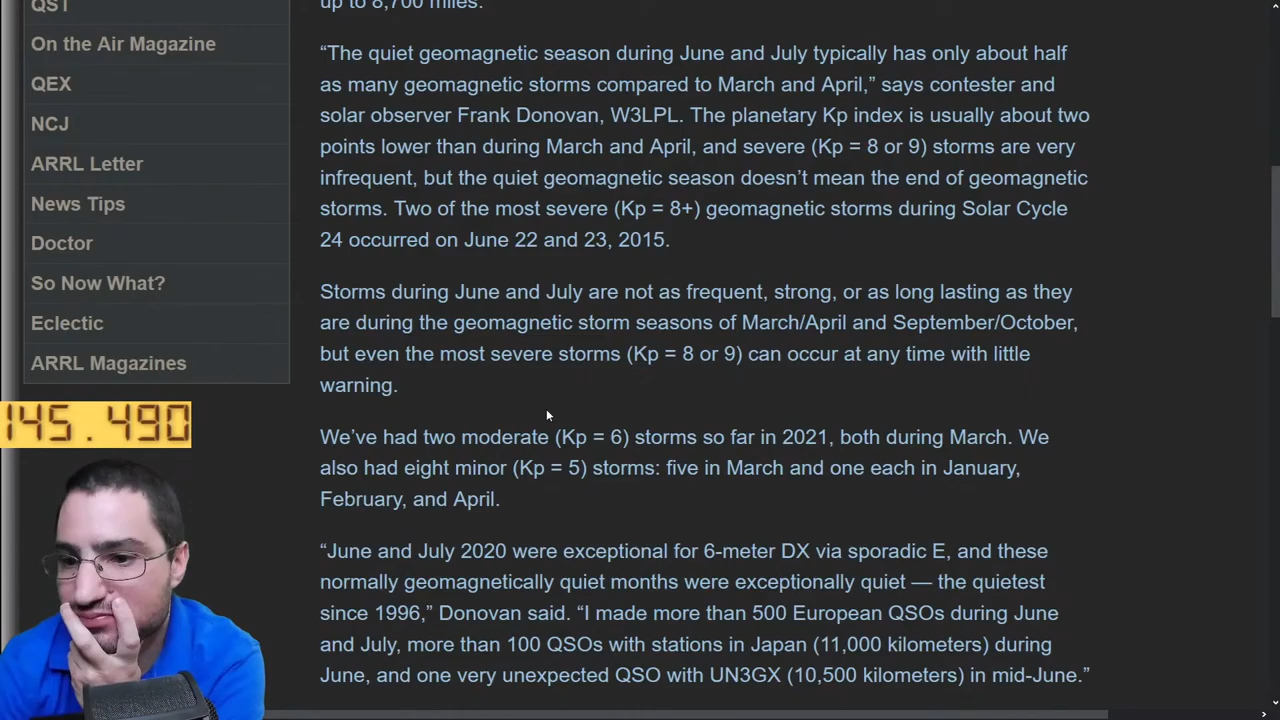 QST
On the Air Magazine
QEX
NCJ
ARRL Letter
News Tips
Doctor
So Now What?
Eclectic
ARRL Magazines
145.490
up to 8,700 miles.
“The quiet geomagnetic season during June and July typically has only about half
as many geomagnetic storms compared to March and April,” says contester and
solar observer Frank Donovan, W3LPL. The planetary Kp index is usually about two
points lower than during March and April, and severe (Kp = 8 or 9) storms are very
infrequent, but the quiet geomagnetic season doesn’t mean the end of geomagnetic
storms. Two of the most severe (Kp = 8+) geomagnetic storms during Solar Cycle
24 occurred on June 22 and 23, 2015.
Storms during June and July are not as frequent, strong, or as long lasting as they
are during the geomagnetic storm seasons of March/April and September/October,
but even the most severe storms (Kp = 8 or 9) can occur at any time with little
warning.
We’ve had two moderate (Kp = 6) storms so far in 2021, both during March. We
also had eight minor (Kp = 5) storms: five in March and one each in January,
February, and April.
“June and July 2020 were exceptional for 6-meter DX via sporadic E, and these
normally geomagnetically quiet months were exceptionally quiet — the quietest
since 1996,” Donovan said. “I made more than 500 European QSOs during June
and July, more than 100 QSOs with stations in Japan (11,000 kilometers) during
June, and one very unexpected QSO with UN3GX (10,500 kilometers) in mid-June.”